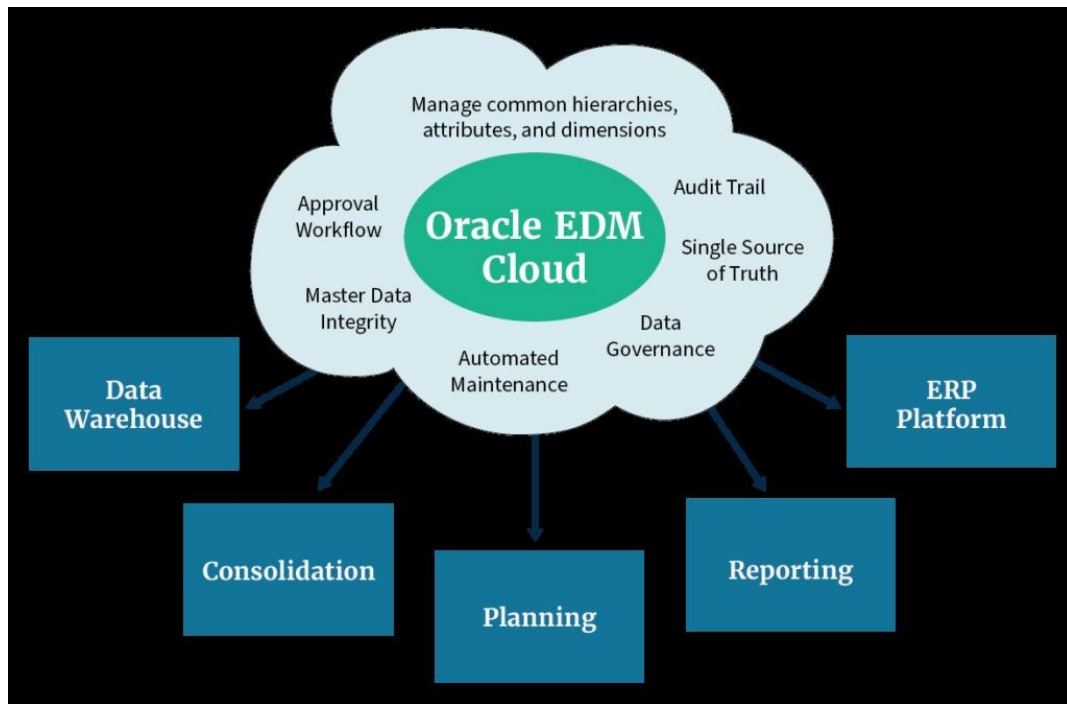 Manage common hierarchies,
attributes, and dimensions
Approval
Workflow
Oracle EDM
Cloud
Audit Trail
Single Source
of Truth
Master Data
Integrity
Data
Governance
Automated
Maintenance
Data
Warehouse
ERP
Platform
Consolidation
Planning
Reporting